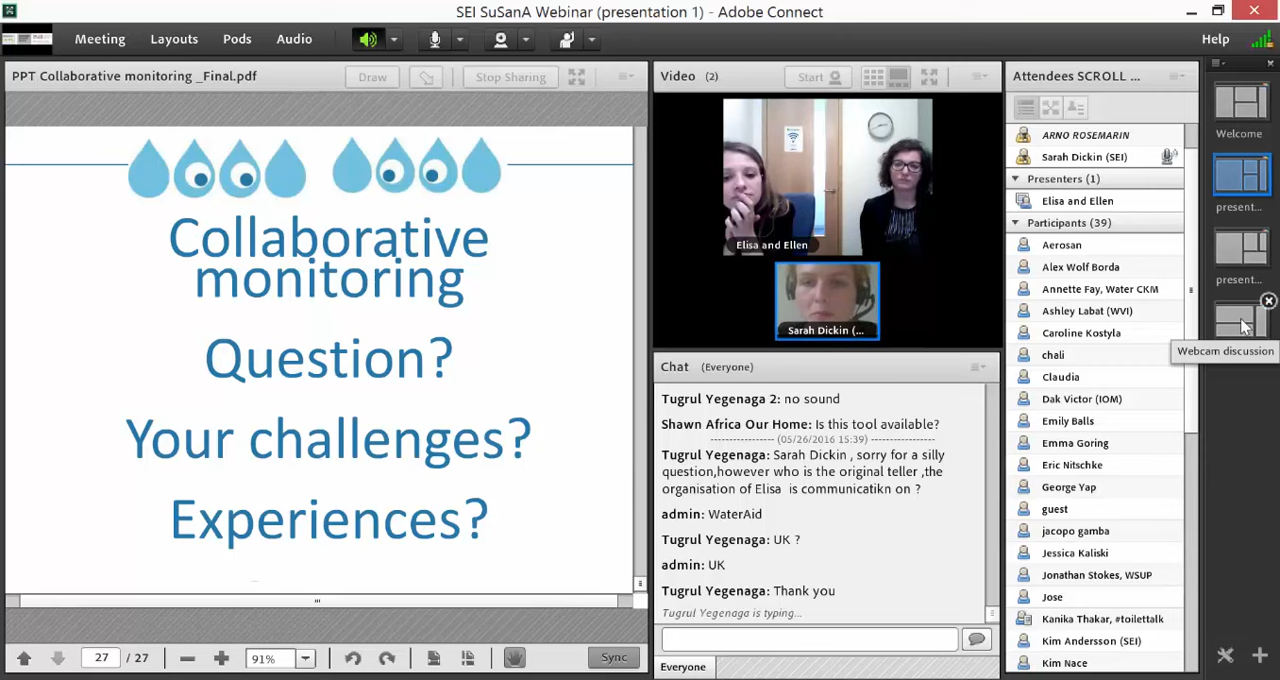 SEI SuSanA Webinar (presentation 1) - Adobe Connect
Meeting
Layouts
Pods
Audio
Help
PPT Collaborative monitoring _Final.pdf
Draw
Stop Sharing
Collaborative
monitoring
Question?
Your challenges?
Experiences?
27
/ 27
91%
Sync
Video (2)
Start
Elisa and Ellen
Sarah Dickin (...
Chat (Everyone)
Tugrul Yegenaga 2: no sound
Shawn Africa Our Home: Is this tool available?
---------------- (05/26/2016 15:39) ----------------
Tugrul Yegenaga: Sarah Dickin , sorry for a silly
question,however who is the original teller ,the
organisation of Elisa is communicatikn on ?
admin: WaterAid
Tugrul Yegenaga: UK ?
admin: UK
Tugrul Yegenaga: Thank you
Tugrul Yegenaga is typing...
Everyone
Attendees SCROLL ...
ARNO ROSEMARIN
Sarah Dickin (SEI)
Presenters (1)
Elisa and Ellen
Participants (39)
Aerosan
Alex Wolf Borda
Annette Fay, Water CKM
Ashley Labat (WVI)
Caroline Kostyla
chali
Claudia
Dak Victor (IOM)
Emily Balls
Emma Goring
Eric Nitschke
George Yap
guest
jacopo gamba
Jessica Kaliski
Jonathan Stokes, WSUP
Jose
Kanika Thakar, #toilettalk
Kim Andersson (SEI)
Kim Nace
Welcome
present...
present...
Webcam discussion